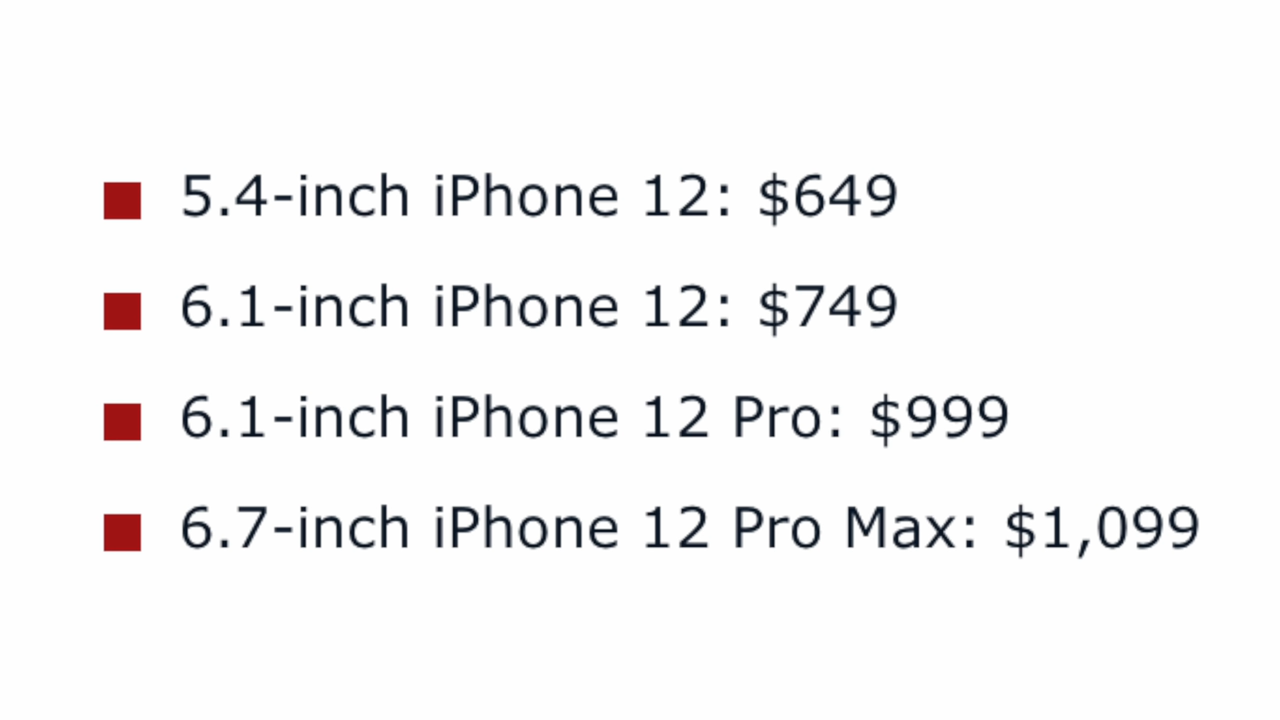 5.4-inch iPhone 12: $649
6.1-inch iPhone 12: $749
6.1-inch iPhone 12 Pro: $999
6.7-inch iPhone 12 Pro Max: $1,099